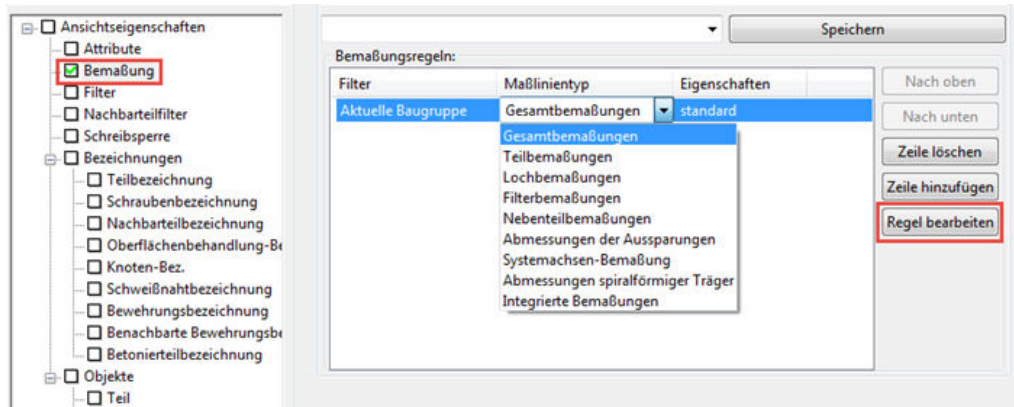 Ansichtseigenschaften
Attribute
Bemaßung
Filter
Nachbarteilfilter
Schreibsperre
Bezeichnungen
Teilbezeichnung
Schraubenbezeichnung
Nachbarteilbezeichnung
Oberflächenbehandlung-Be
Knoten-Bez.
Schweißnahtbezeichnung
Bewehrungsbezeichnung
Benachbarte Bewehrungsbe
Betonierteilbezeichnung
Objekte
Teil
Speichern
Bemaßungsregeln:
Filter Maßlinientyp Eigenschaften
Aktuelle Baugruppe Gesamtbemaßungen standard
Gesamtbemaßungen
Teilbemaßungen
Lochbemaßungen
Filterbemaßungen
Nebenteilbemaßungen
Abmessungen der Aussparungen
Systemachsen-Bemaßung
Abmessungen spiralförmiger Träger
Integrierte Bemaßungen
Nach oben
Nach unten
Zeile löschen
Zeile hinzufügen
Regel bearbeiten